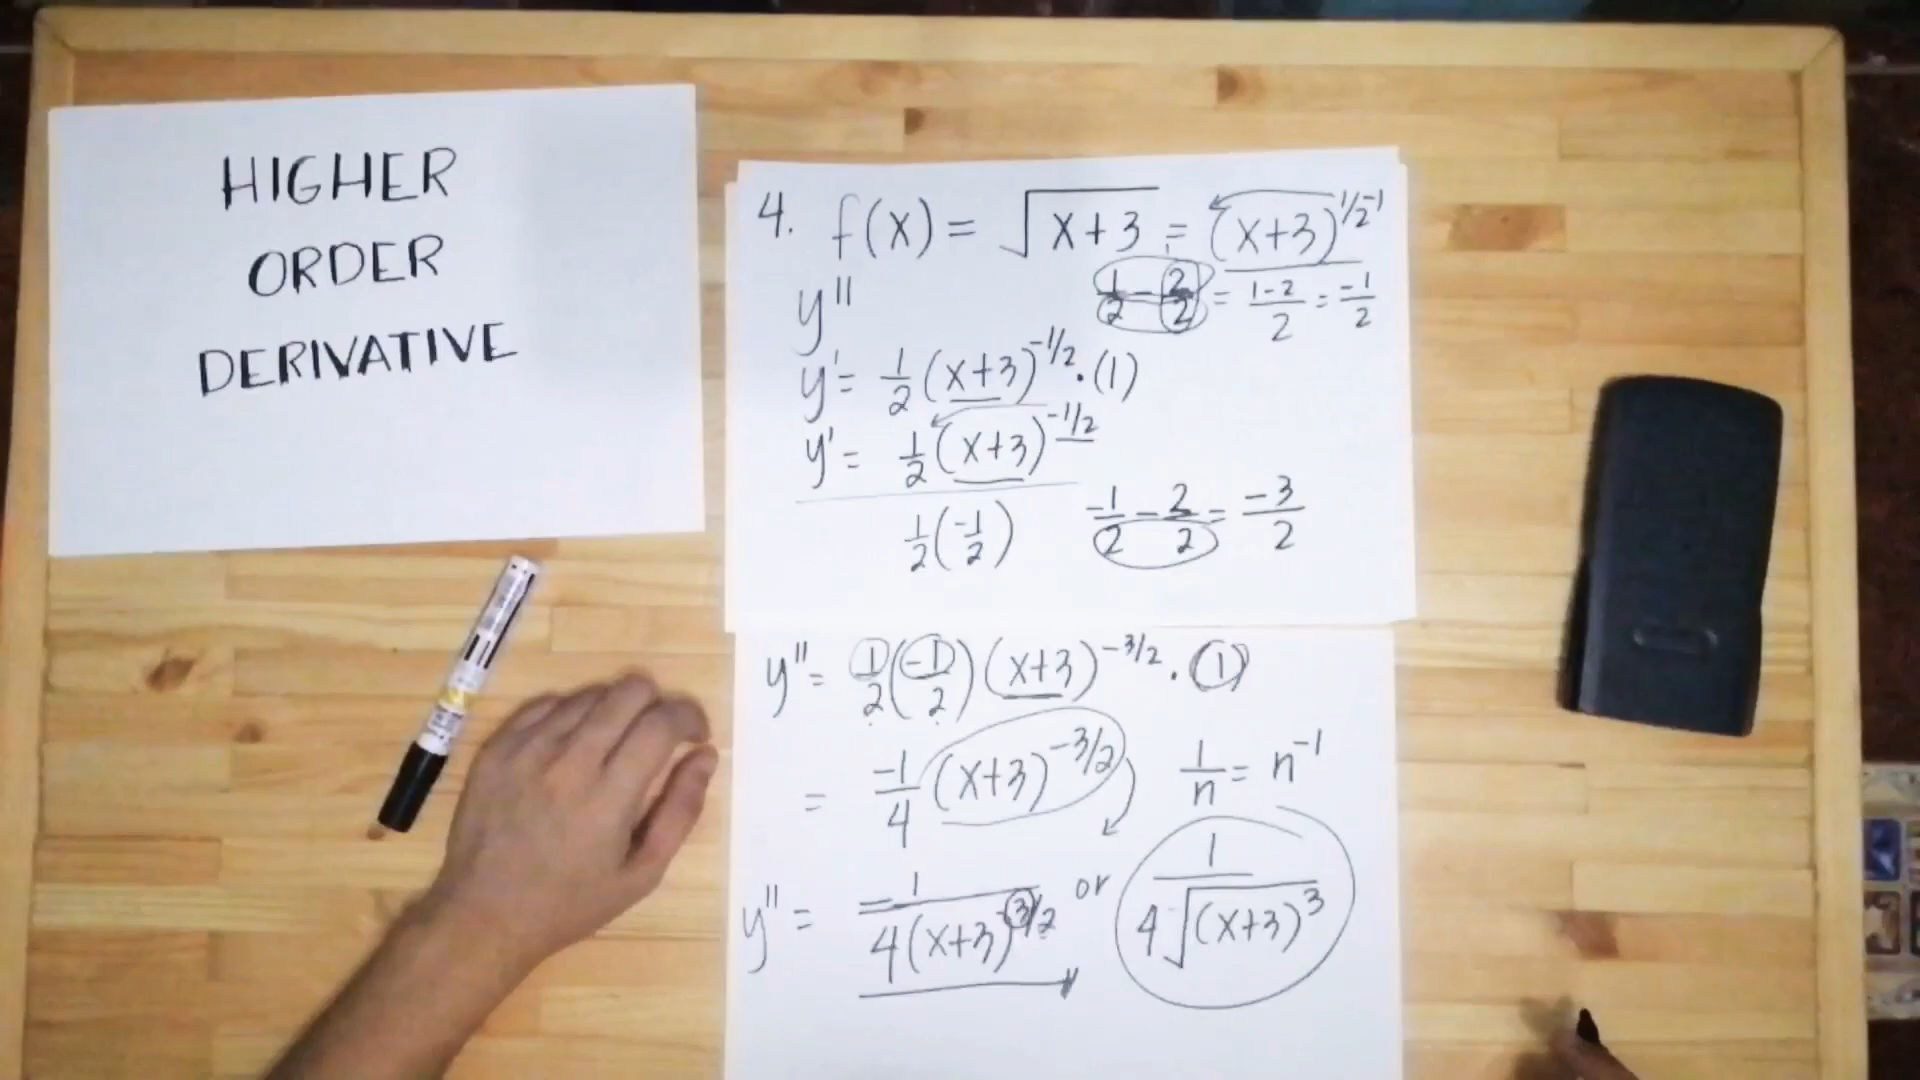 HIGHER
ORDER
DERIVATIVE
4. f(x) = √(x+3) = (x+3)^1/2-1
1/2 - 2/2 = (1-2)/2 = -1/2
y''
y' = 1/2 (x+3)^-1/2 · (1)
y' = 1/2 (x+3)^-1/2
1/2 (-1/2)
-1/2 - 2/2 = -3/2
y'' = 1/2 (-1/2) (x+3)^-3/2 · (1)
= -1/4 (x+3)^-3/2
1/n = n^-1
y'' = -1/(4(x+3)^3/2) or 1/(4√(x+3)^3)